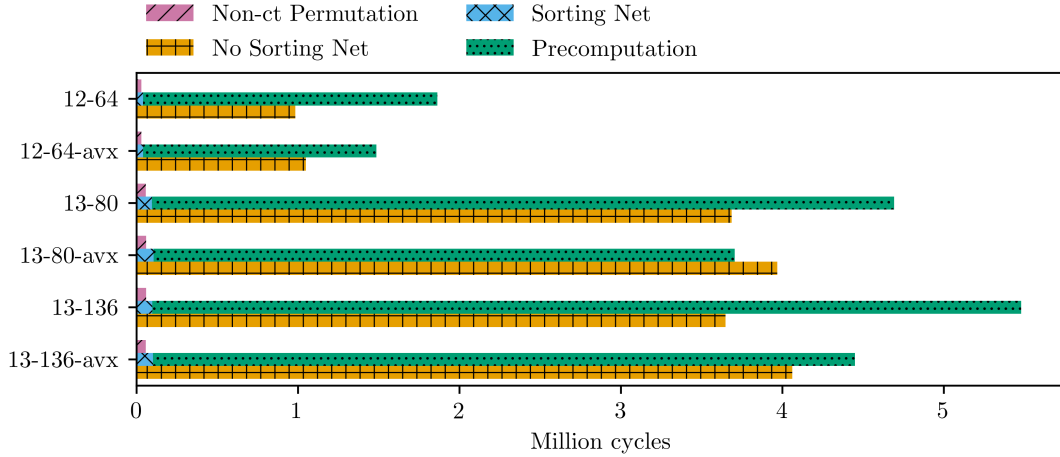 Non-ct Permutation
Sorting Net
No Sorting Net
Precomputation
12-64
12-64-avx
13-80
13-80-avx
13-136
13-136-avx
0 1 2 3 4 5
Million cycles